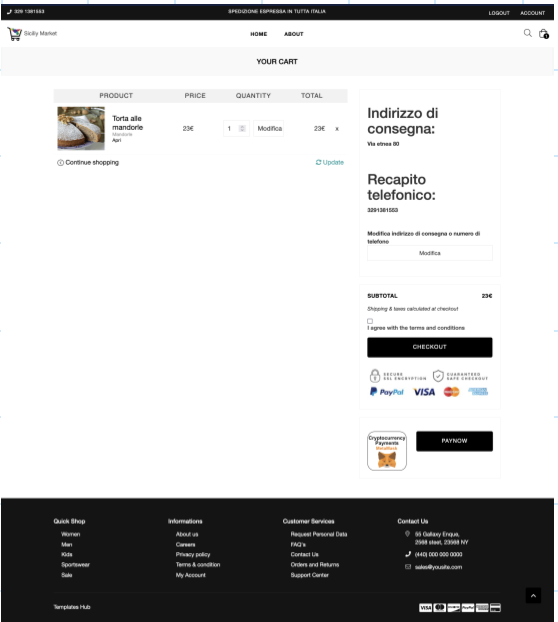 329 1381553
SPEDIZIONE ESPRESSA IN TUTTA ITALIA
LOGOUT ACCOUNT
Sicily Market
HOME ABOUT
YOUR CART
PRODUCT PRICE QUANTITY TOTAL
Torta alle
mandorle
Mandorle
Apri
23€ 1 Modifica 23€ x
Continue shopping
Update
Indirizzo di
consegna:
Via etnea 80
Recapito
telefonico:
3291381553
Modifica indirizzo di consegna o numero di
telefono
Modifica
SUBTOTAL 23€
Shipping & taxes calculated at checkout
I agree with the terms and conditions
CHECKOUT
SECURE
SSL ENCRYPTION
GUARANTEED
SAFE CHECKOUT
PayPal VISA
Cryptocurrency
Payments
MetaMask
PAYNOW
Quick Shop
Women
Men
Kids
Sportswear
Sale
Informations
About us
Careers
Privacy policy
Terms & condition
My Account
Customer Services
Request Personal Data
FAQ's
Contact Us
Orders and Returns
Support Center
Contact Us
55 Gallaxy Enque,
2568 steet, 23568 NY
(440) 000 000 0000
sales@yousite.com
Templates Hub
VISA